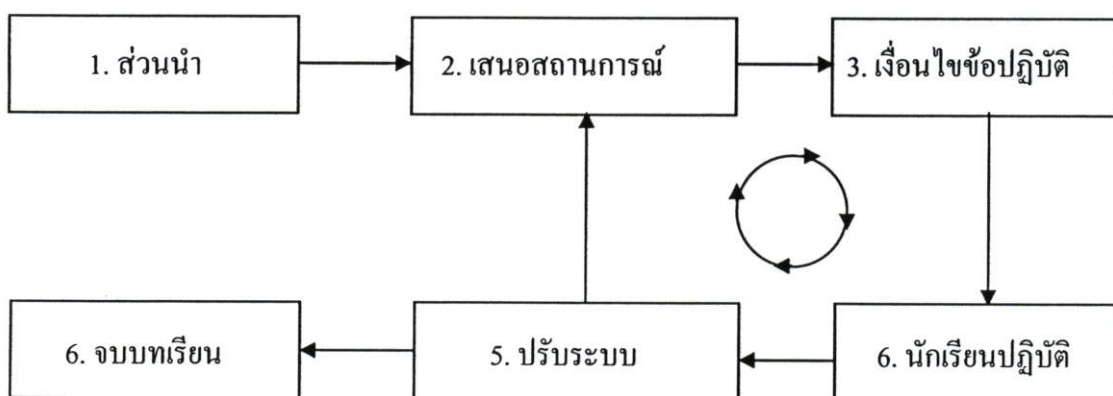 1. ส่วนนำ
2. เสนอสถานการณ์
3. เงื่อนไขข้อปฏิบัติ
6. จบบทเรียน
5. ปรับระบบ
6. นักเรียนปฏิบัติ